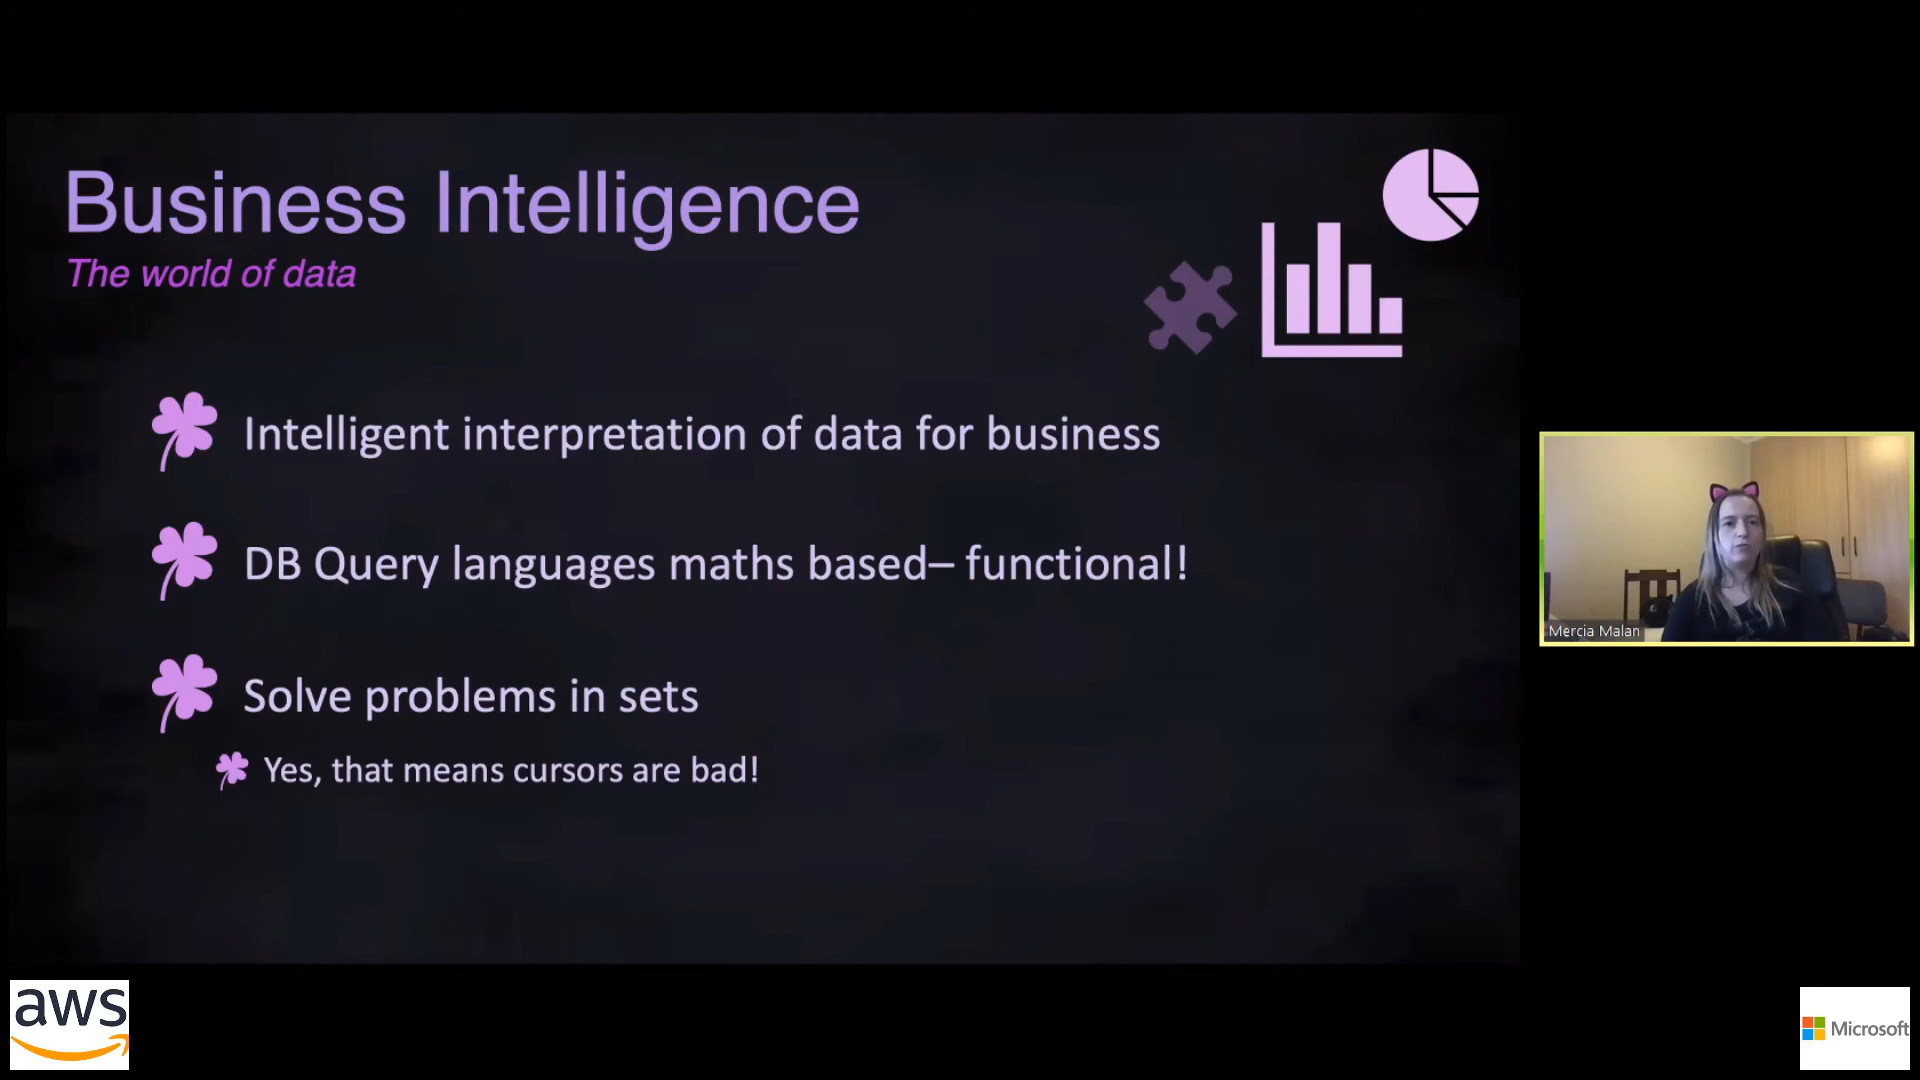 Business Intelligence
The world of data
Intelligent interpretation of data for business
DB Query languages maths based– functional!
Solve problems in sets
Yes, that means cursors are bad!
Mercia Malan
aws
Microsoft